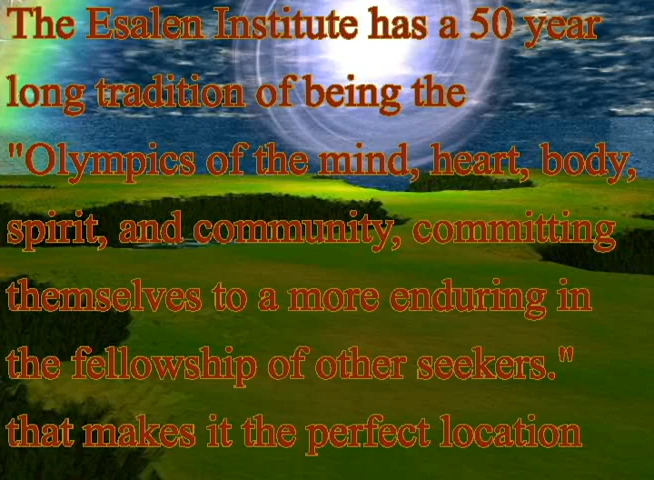 The Esalen Institute has a 50 year
long tradition of being the
"Olympics of the mind, heart, body,
spirit, and community, committing
themselves to a more enduring in
the fellowship of other seekers."
that makes it the perfect location